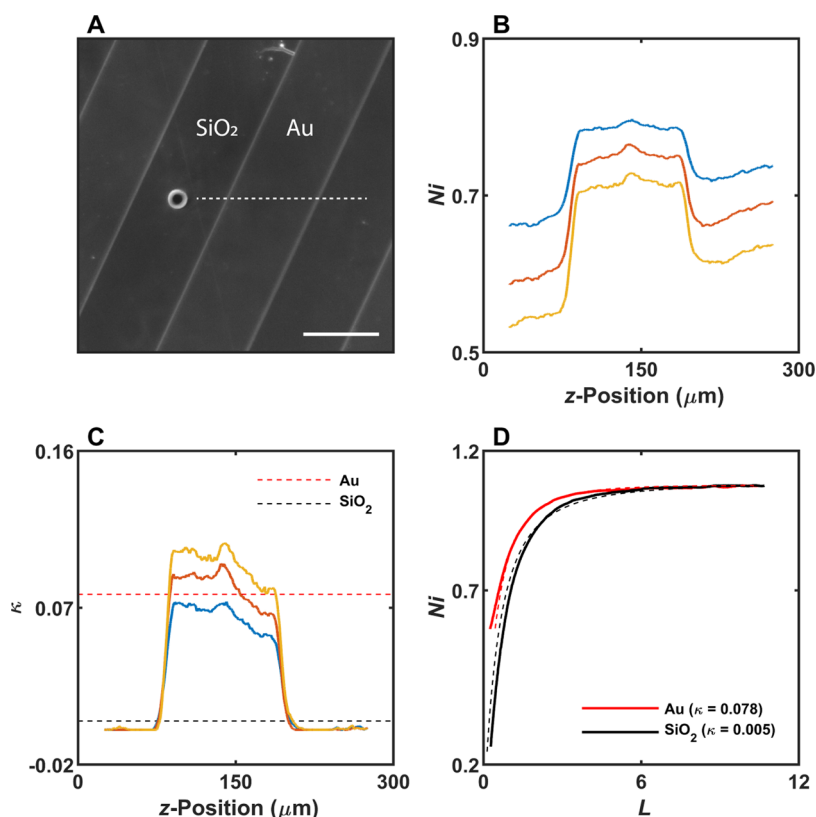 A
SiO₂
Au
B
0.9
0.7
0.5
Ni
0
150
300
z-Position (μm)
C
0.16
0.07
-0.02
κ
Au
SiO₂
0
150
300
z-Position (μm)
D
1.2
0.7
0.2
Ni
Au (κ = 0.078)
SiO₂ (κ = 0.005)
0
6
12
L